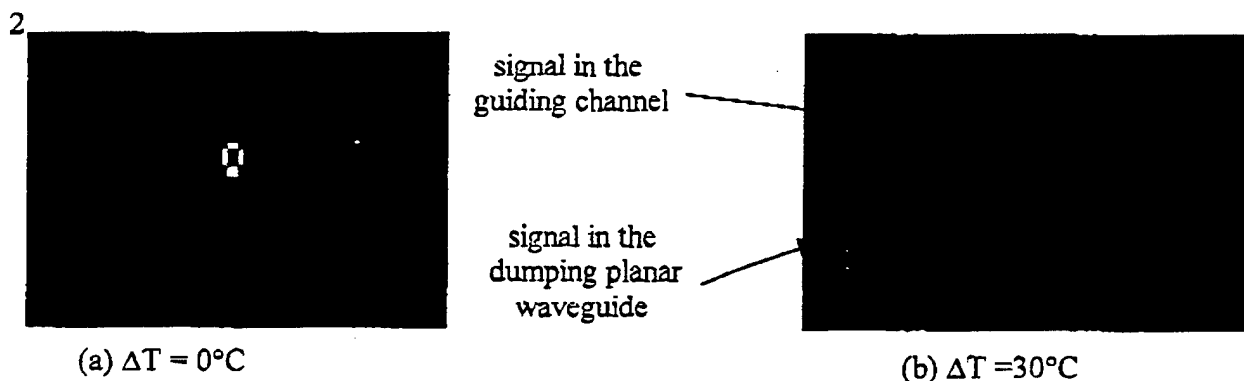 2
signal in the
guiding channel
signal in the
dumping planar
waveguide
(a) ΔT = 0°C
(b) ΔT =30°C